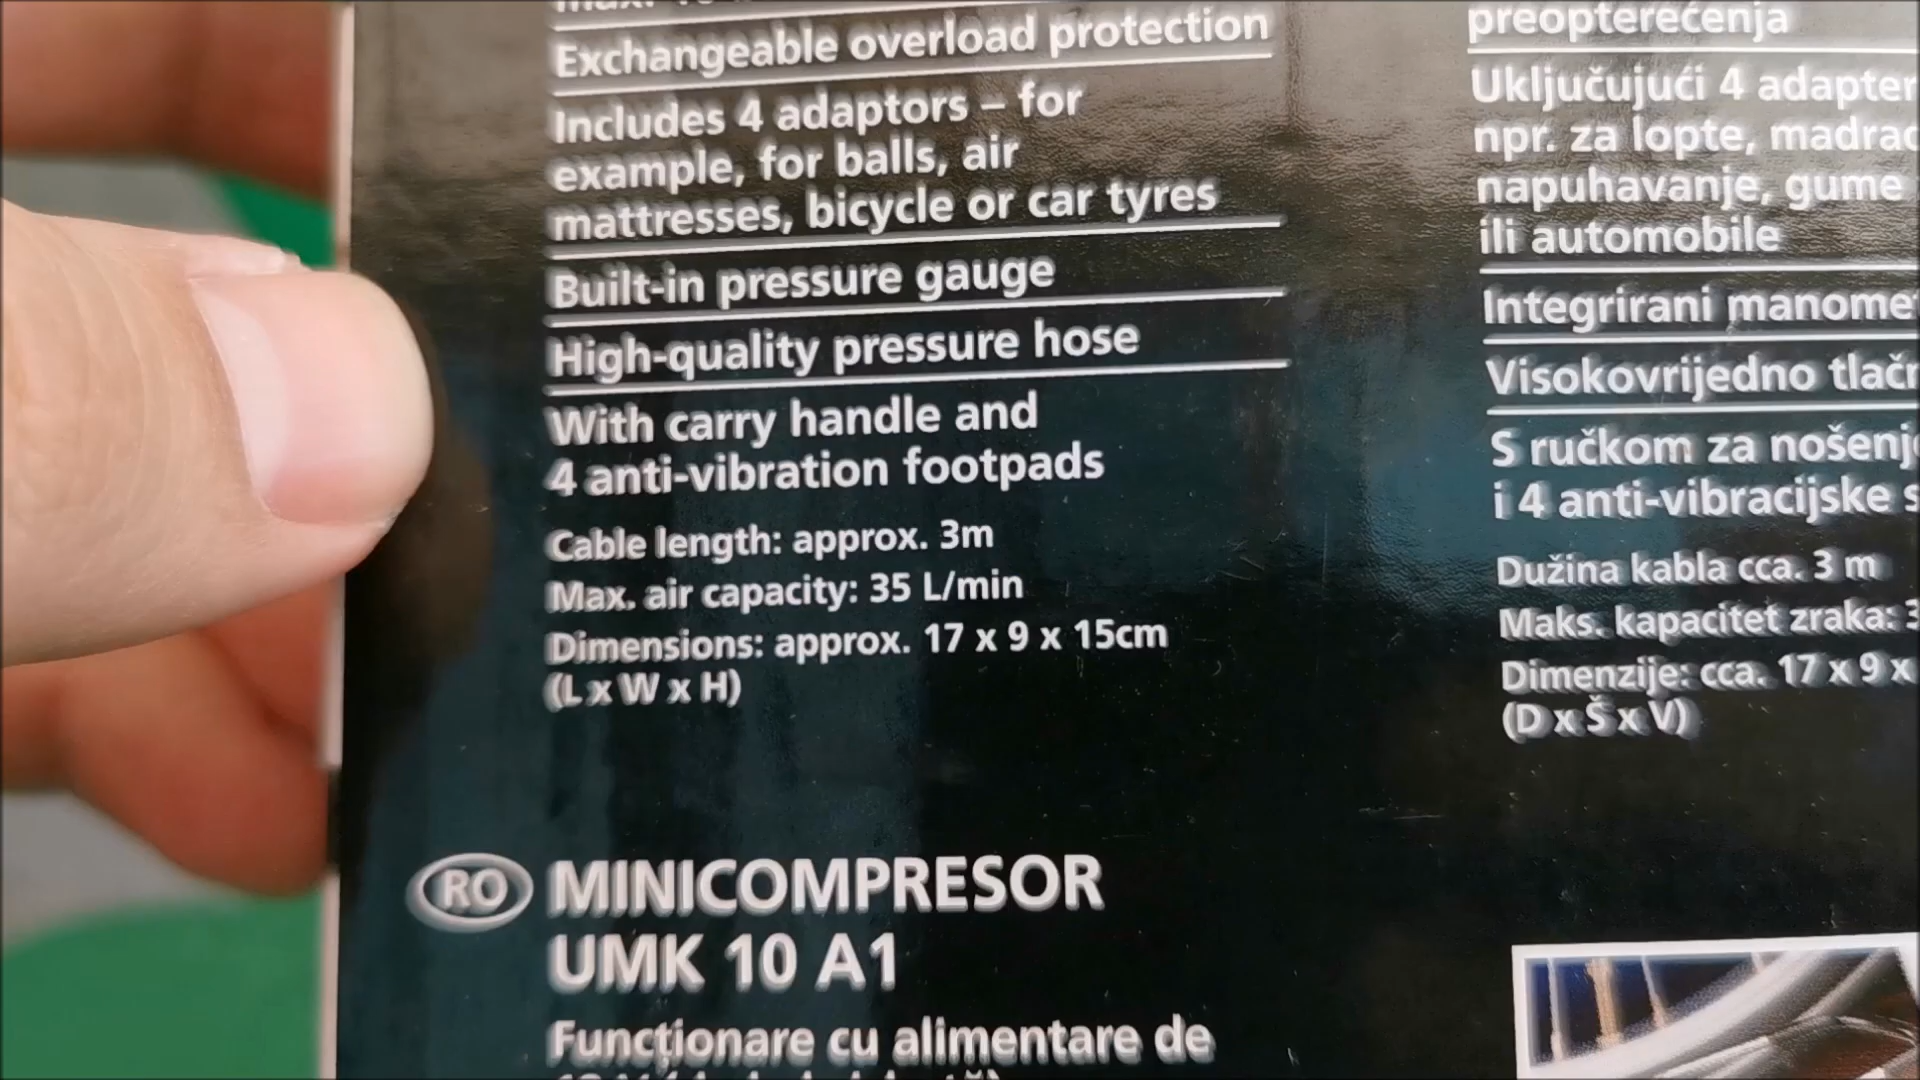 Exchangeable overload protection
Includes 4 adaptors – for
example, for balls, air
mattresses, bicycle or car tyres
Built-in pressure gauge
High-quality pressure hose
With carry handle and
4 anti-vibration footpads
Cable length: approx. 3m
Max. air capacity: 35 L/min
Dimensions: approx. 17 x 9 x 15cm
(L x W x H)
RO MINICOMPRESOR
UMK 10 A1
Funcționare cu alimentare de
preopterećenja
Uključujući 4 adapter
npr. za lopte, madrac
napuhavanje, gume
ili automobile
Integrirani manome
Visokovrijedno tlačn
S ručkom za nošenj
i 4 anti-vibracijske s
Dužina kabla cca. 3 m
Maks. kapacitet zraka: 3
Dimenzije: cca. 17 x 9 x
(D x Š x V)